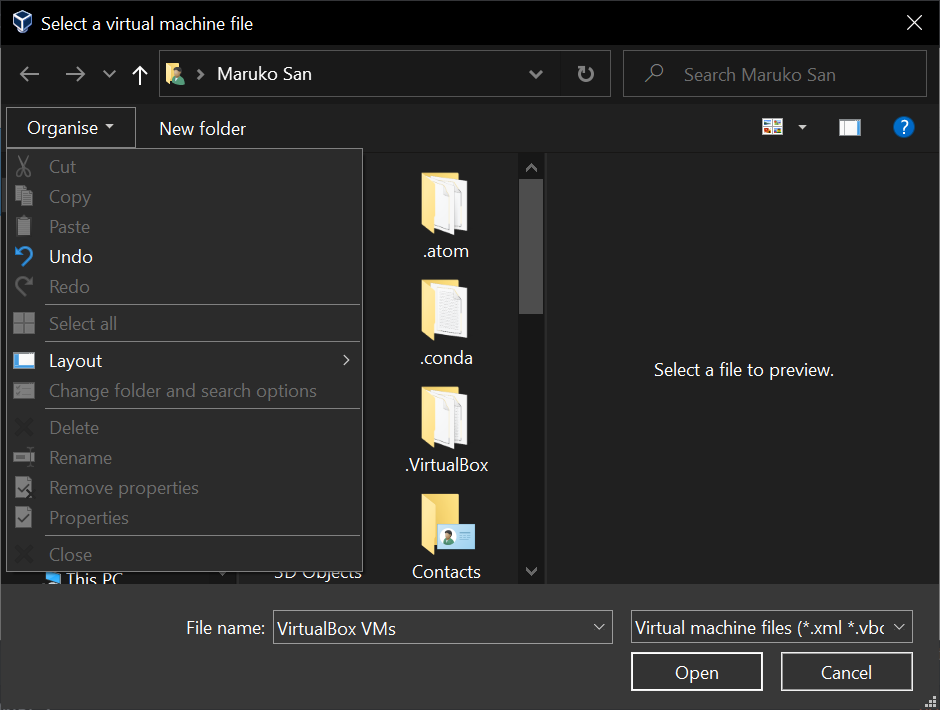 Select a virtual machine file
Maruko San
Search Maruko San
Organise
New folder
?
Cut
Copy
Paste
Undo
Redo
Select all
Layout
Change folder and search options
Delete
Rename
Remove properties
Properties
Close
This PC
.atom
.conda
.VirtualBox
3D Objects
Contacts
Select a file to preview.
File name:
VirtualBox VMs
Virtual machine files (*.xml *.vbo
Open
Cancel